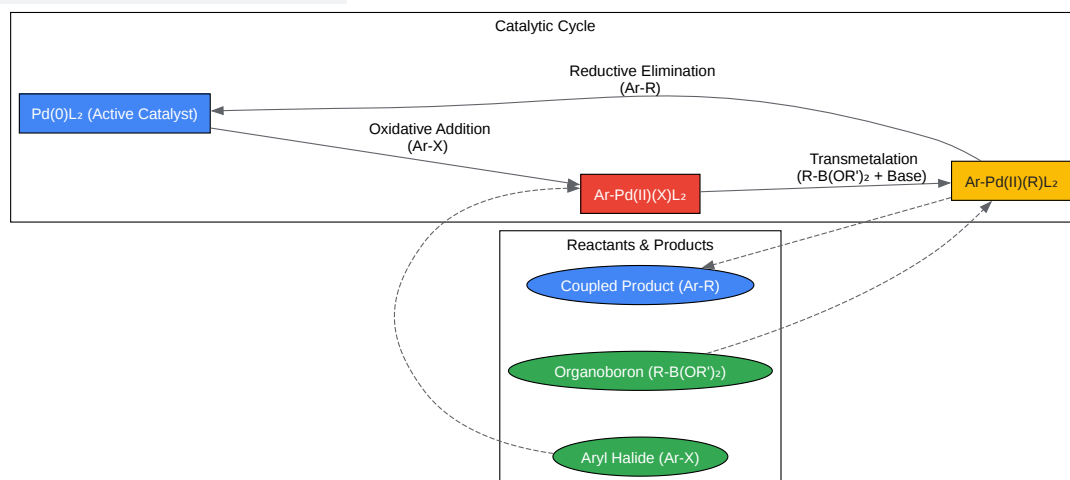 Catalytic Cycle
Reductive Elimination
(Ar-R)
Pd(0)L₂ (Active Catalyst)
Oxidative Addition
(Ar-X)
Transmetalation
(R-B(OR')₂ + Base)
Ar-Pd(II)(X)L₂
Ar-Pd(II)(R)L₂
Reactants & Products
Coupled Product (Ar-R)
Organoboron (R-B(OR')₂)
Aryl Halide (Ar-X)